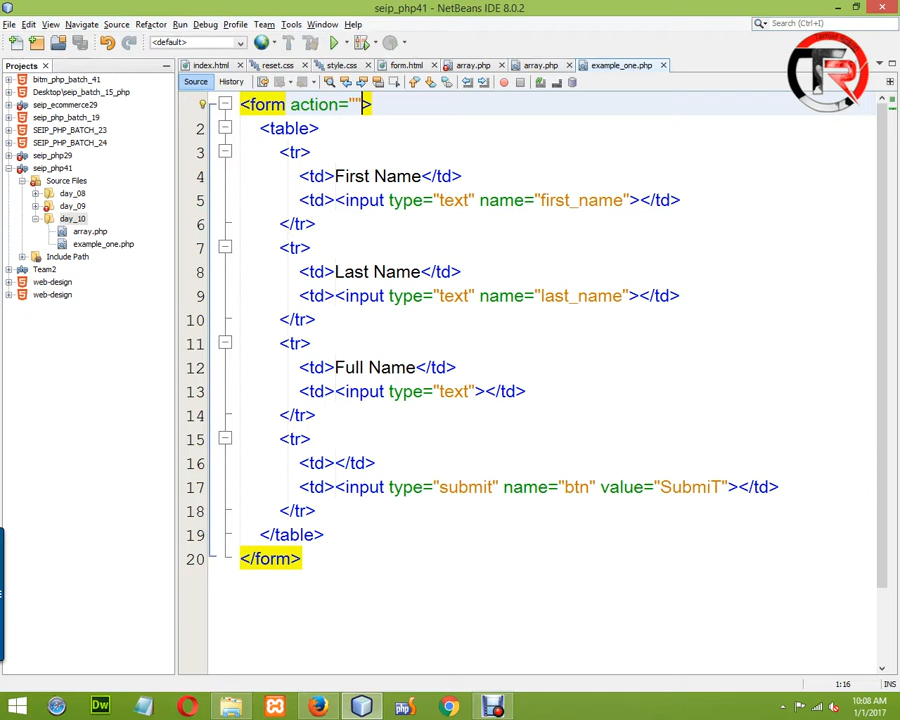 seip_php41 - NetBeans IDE 8.0.2
File Edit View Navigate Source Refactor Run Debug Profile Team Tools Window Help
Search (Ctrl+I)
<default>
Projects
index.html reset.css style.css form.html array.php array.php example_one.php
Source History
bitm_php_batch_41
Desktop\seip_batch_15_php
seip_ecommerce29
seip_php_batch_19
SEIP_PHP_BATCH_23
SEIP_PHP_BATCH_24
seip_php29
seip_php41
Source Files
day_08
day_09
day_10
array.php
example_one.php
Include Path
Team2
web-design
web-design
<form action="">
2 <table>
3 <tr>
4 <td>First Name</td>
5 <td><input type="text" name="first_name"></td>
6 </tr>
7 <tr>
8 <td>Last Name</td>
9 <td><input type="text" name="last_name"></td>
10 </tr>
11 <tr>
12 <td>Full Name</td>
13 <td><input type="text"></td>
14 </tr>
15 <tr>
16 <td></td>
17 <td><input type="submit" name="btn" value="SubmiT"></td>
18 </tr>
19 </table>
20 </form>
1:16 INS
Dw
php
10:08 AM
1/1/2017